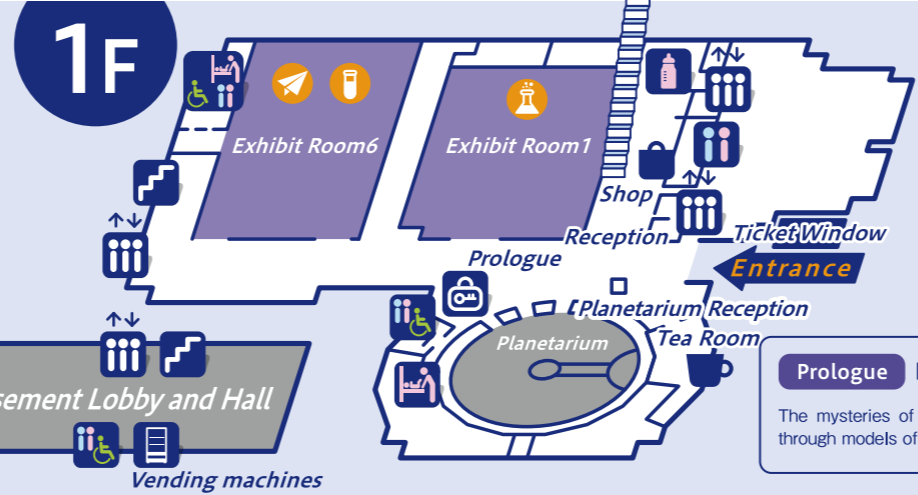 1F
Exhibit Room6
Exhibit Room1
Shop
Reception
Ticket Window
Prologue
Entrance
Planetarium Reception
Planetarium
Tea Room
sement Lobby and Hall
Vending machines
Prologue
The mysteries of
through models of